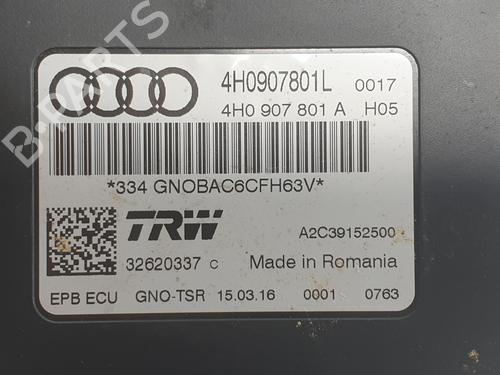 4H0907801L 0017
4H0 907 801 A H05
*334 GNOBAC6CFH63V*
TRW
A2C39152500
32620337 C Made in Romania
EPB ECU GNO-TSR 15.03.16 0001 0763
B-PARTS